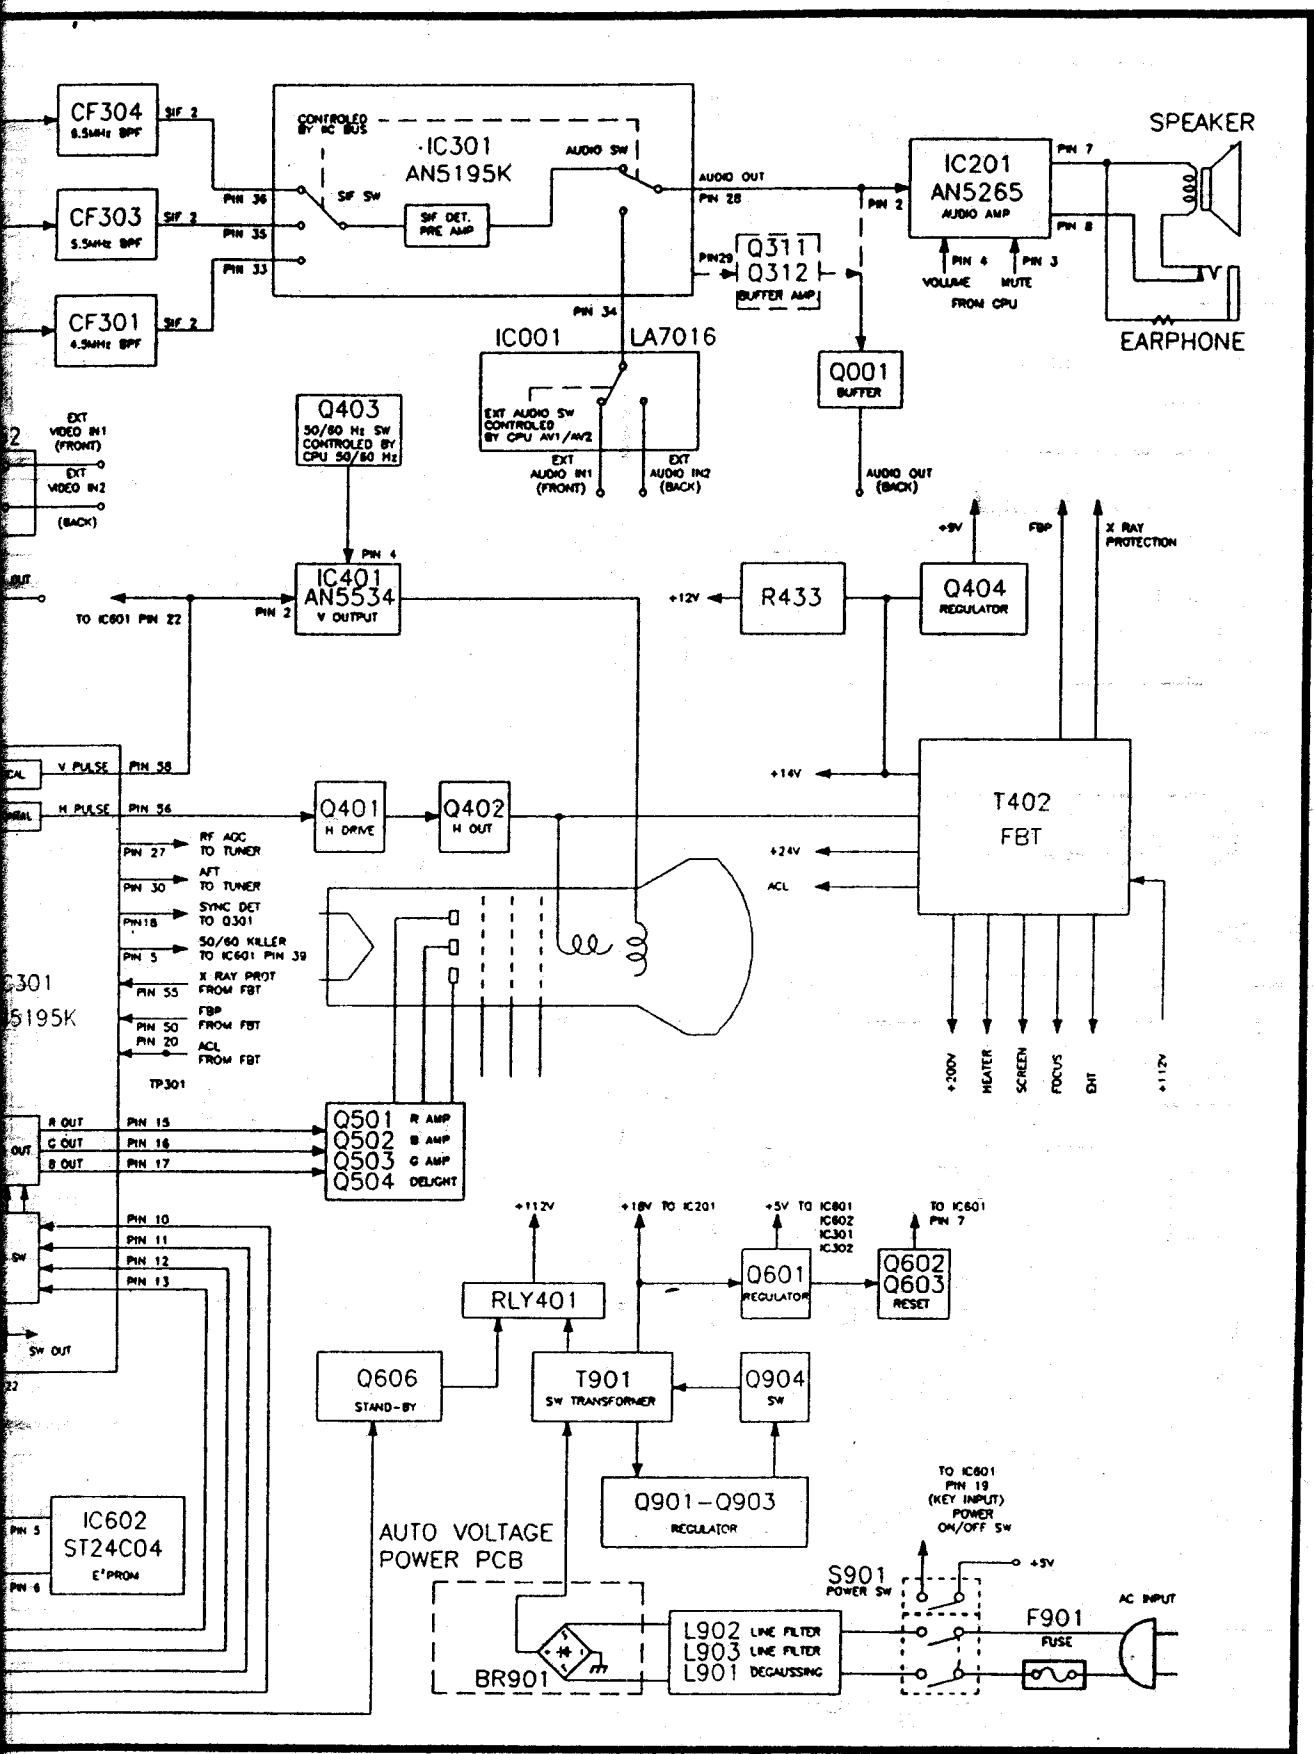 CF304
6.5MHz BPF
SIF 2
PIN 36
CF303
5.5MHz BPF
SIF 2
PIN 35
PIN 33
CF301
4.5MHz BPF
SIF 2
CONTROLED
BY IIC BUS
IC301
AN5195K
SIF SW
SIF DET.
PRE AMP
AUDIO SW
AUDIO OUT
PIN 28
PIN29
Q311
Q312
BUFFER AMP
PIN 34
PIN 2
IC201
AN5265
AUDIO AMP
PIN 7
PIN 8
PIN 4
PIN 3
VOLUME
MUTE
FROM CPU
SPEAKER
EARPHONE
IC001
LA7016
EXT AUDIO SW
CONTROLED
BY CPU AV1/AV2
EXT
AUDIO IN1
(FRONT)
EXT
AUDIO IN2
(BACK)
Q001
BUFFER
AUDIO OUT
(BACK)
2
EXT
VIDEO IN1
(FRONT)
EXT
VIDEO IN2
(BACK)
OUT
Q403
50/60 Hz SW
CONTROLED BY
CPU 50/60 Hz
PIN 4
TO IC601 PIN 22
PIN 2
IC401
AN5534
V OUTPUT
+12V
R433
+9V
Q404
REGULATOR
FBP
X RAY
PROTECTION
CAL
V PULSE
PIN 58
H PULSE
PIN 56
Q401
H DRIVE
Q402
H OUT
+14V
+24V
ACL
T402
FBT
+200V
HEATER
SCREEN
FOCUS
EHT
+112V
PIN 27
RF AGC
TO TUNER
PIN 30
AFT
TO TUNER
PIN18
SYNC DET
TO Q301
PIN 5
50/60 KILLER
TO IC601 PIN 39
PIN 55
X RAY PROT
FROM FBT
PIN 50
FBP
FROM FBT
PIN 20
ACL
FROM FBT
TP301
C301
5195K
OUT
R OUT
PIN 15
G OUT
PIN 16
B OUT
PIN 17
Q501 R AMP
Q502 B AMP
Q503 G AMP
Q504 DELIGHT
SW
PIN 10
PIN 11
PIN 12
PIN 13
SW OUT
22
+112V
RLY401
+18V TO IC201
+5V TO IC601
IC602
IC301
IC302
Q601
REGULATOR
TO IC601
PIN 7
Q602
Q603
RESET
Q606
STAND-BY
T901
SW TRANSFORMER
Q904
SW
Q901-Q903
REGULATOR
PIN 5
PIN 6
IC602
ST24C04
E²PROM
AUTO VOLTAGE
POWER PCB
BR901
L902 LINE FILTER
L903 LINE FILTER
L901 DEGAUSSING
TO IC601
PIN 19
(KEY INPUT)
POWER
ON/OFF SW
S901
POWER SW
+5V
F901
FUSE
AC INPUT